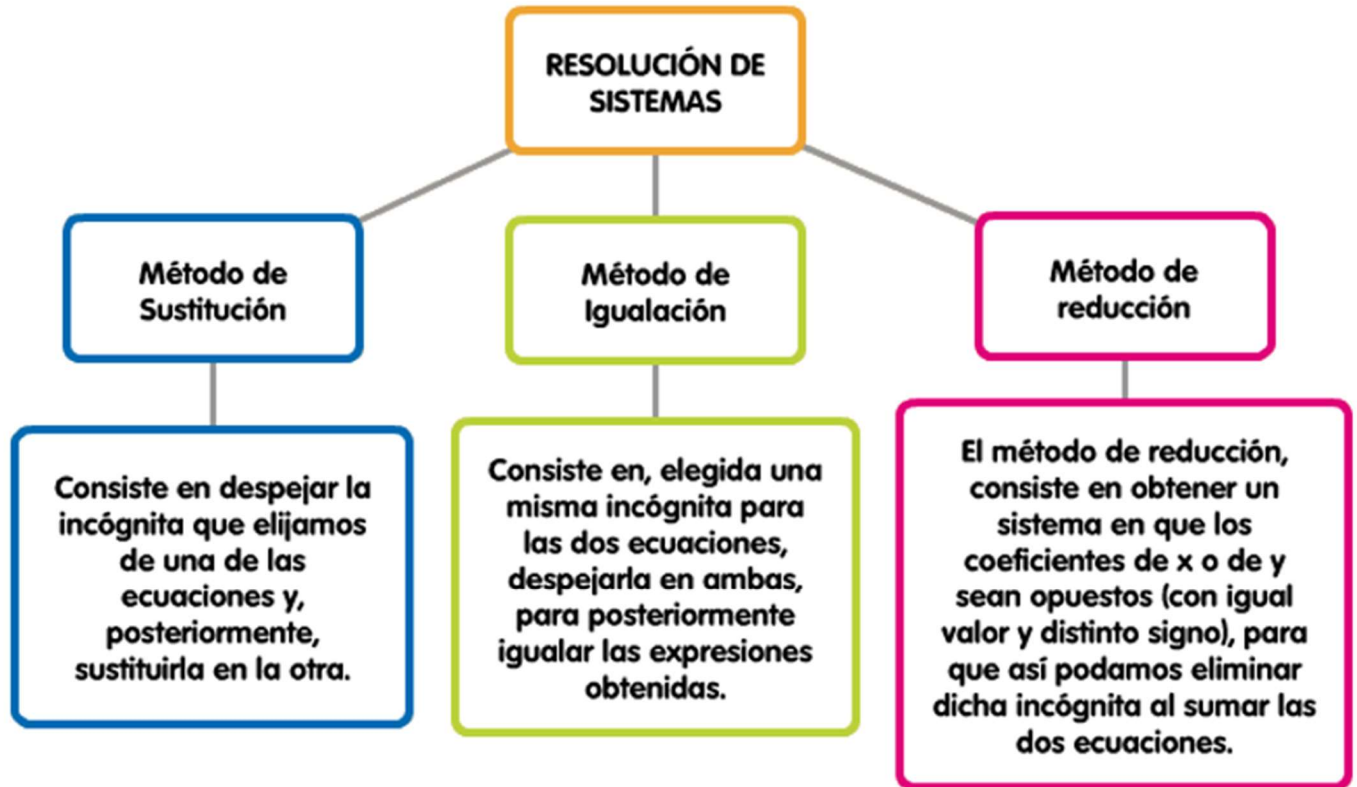 RESOLUCIÓN DE
SISTEMAS
Método de
Sustitución
Consiste en despejar la
incógnita que elijamos
de una de las
ecuaciones y,
posteriormente,
sustituirla en la otra.
Método de
Igualación
Consiste en, elegida una
misma incógnita para
las dos ecuaciones,
despejarla en ambas,
para posteriormente
igualar las expresiones
obtenidas.
Método de
reducción
El método de reducción,
consiste en obtener un
sistema en que los
coeficientes de x o de y
sean opuestos (con igual
valor y distinto signo), para
que así podamos eliminar
dicha incógnita al sumar las
dos ecuaciones.